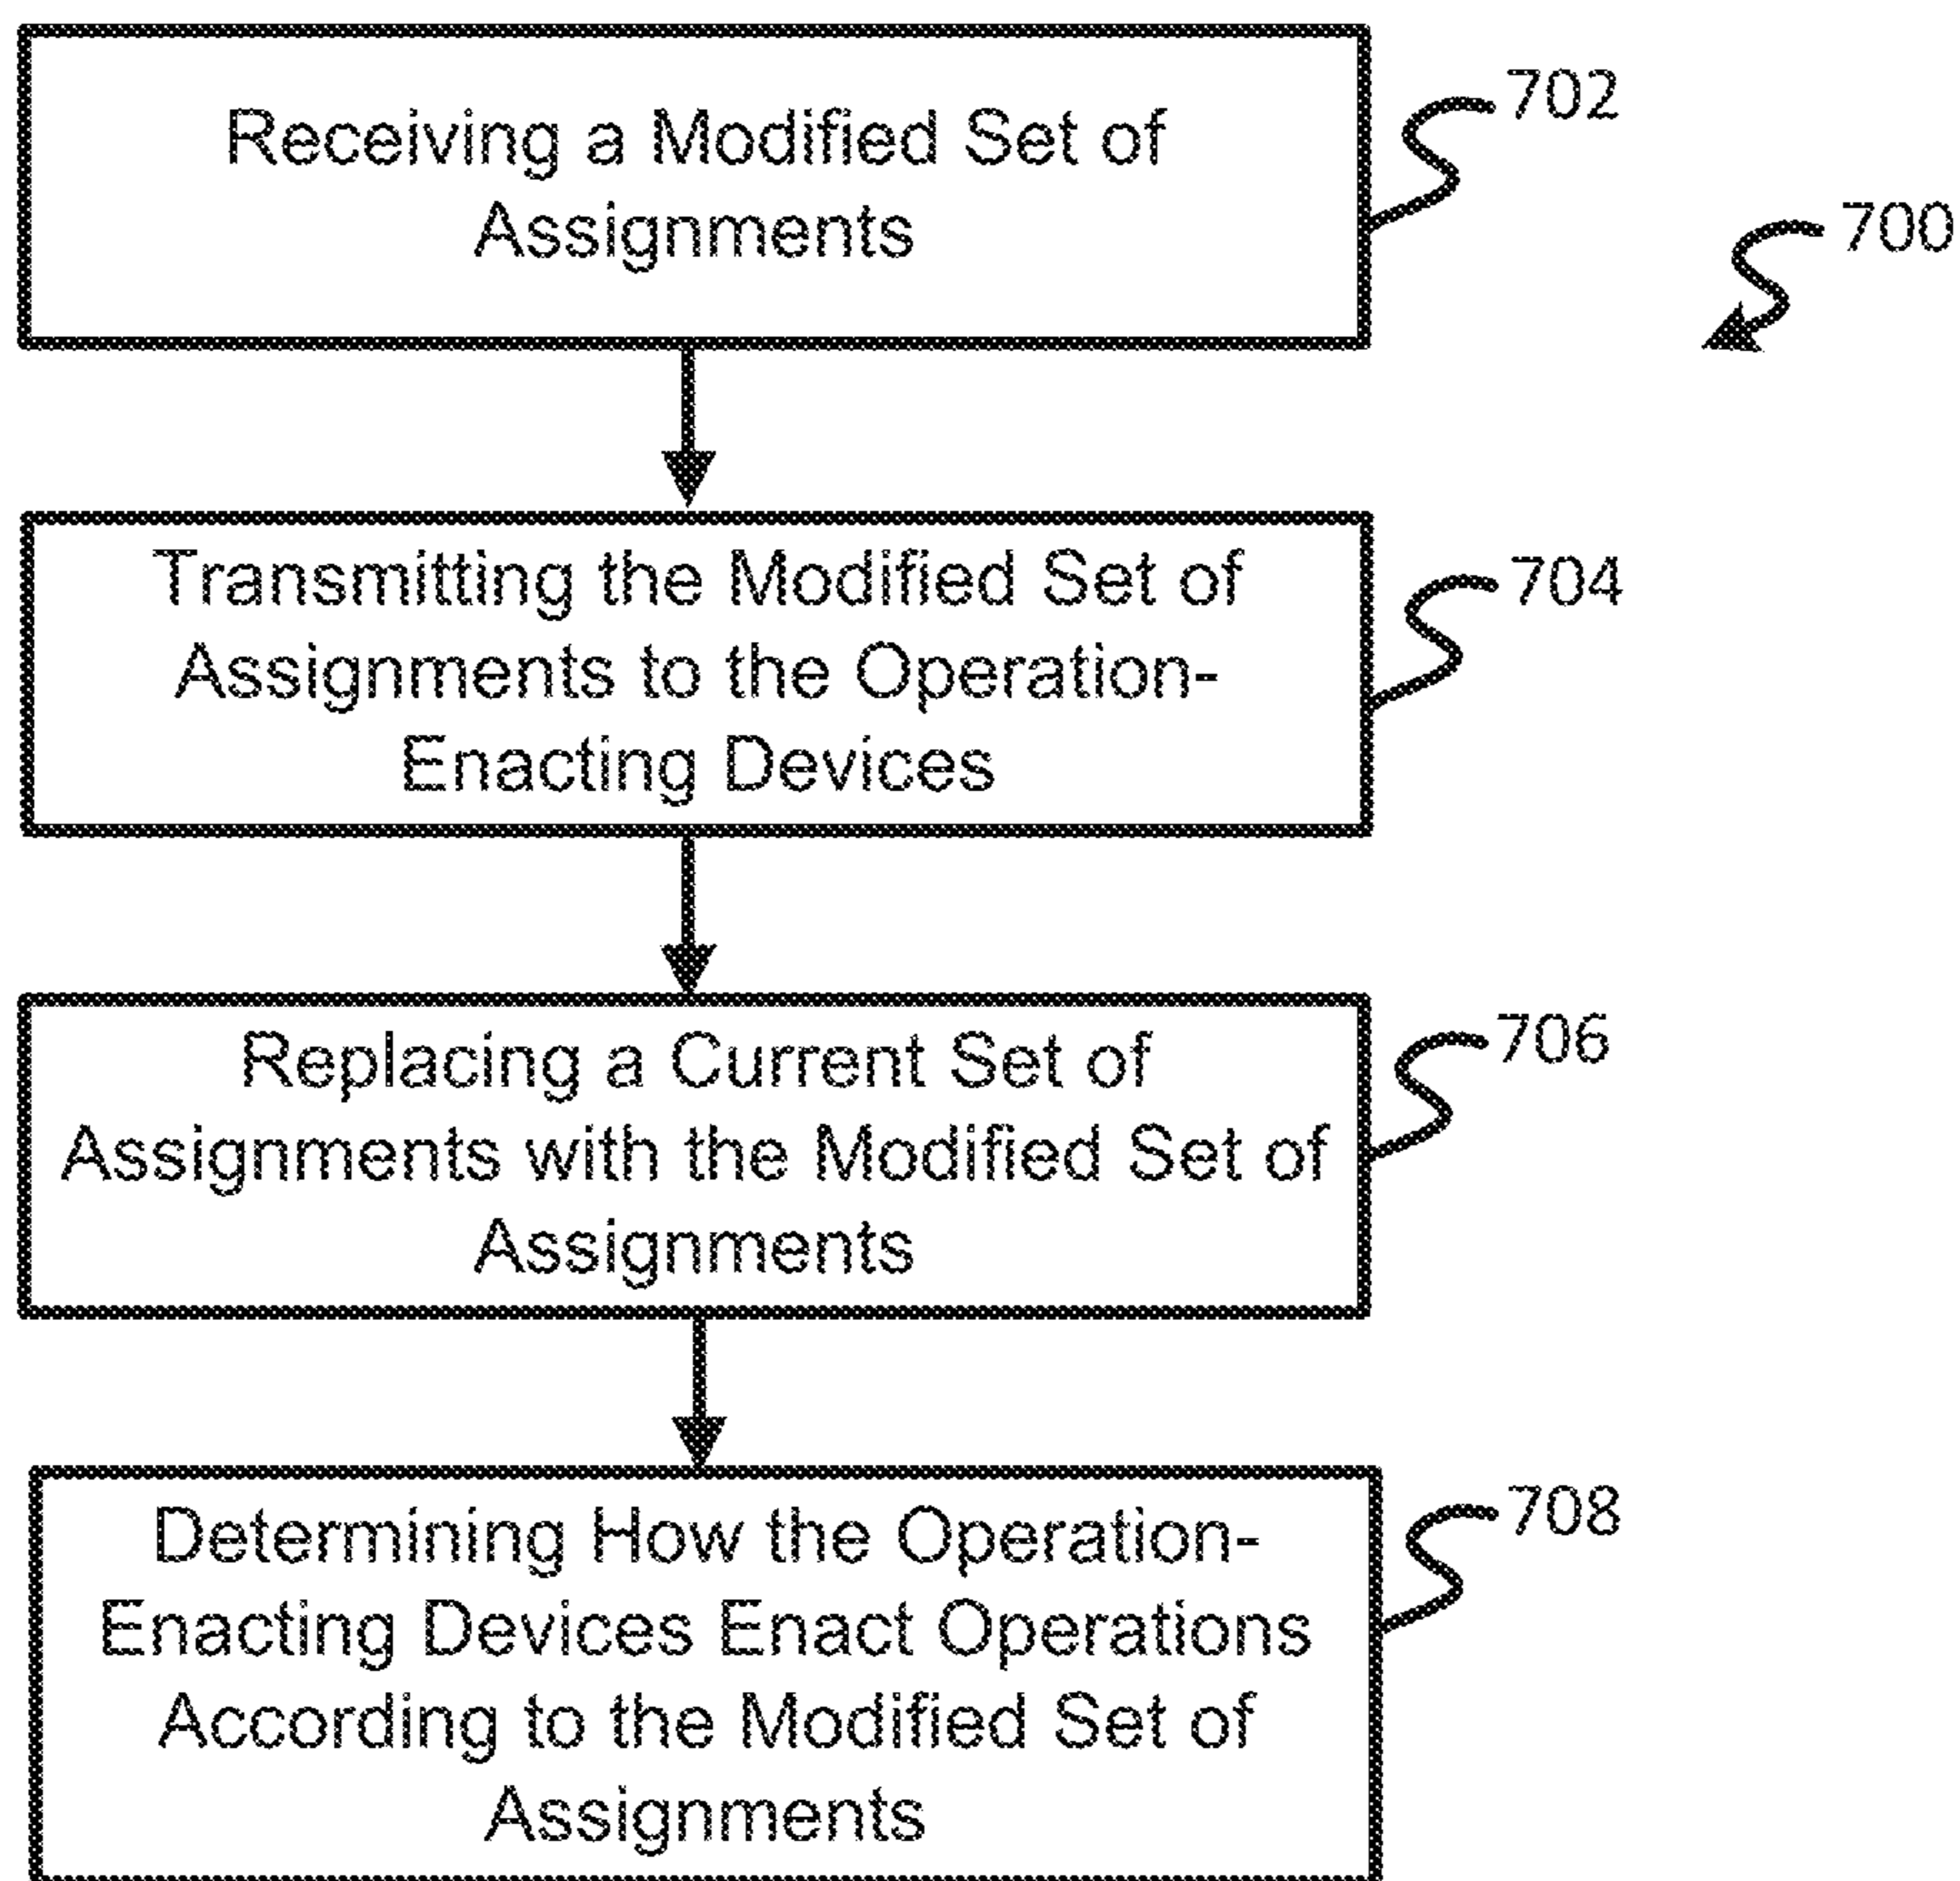 Receiving a Modified Set of
Assignments
702
700
Transmitting the Modified Set of
Assignments to the Operation-
Enacting Devices
704
Replacing a Current Set of
Assignments with the Modified Set of
Assignments
706
Determining How the Operation-
Enacting Devices Enact Operations
According to the Modified Set of
Assignments
708